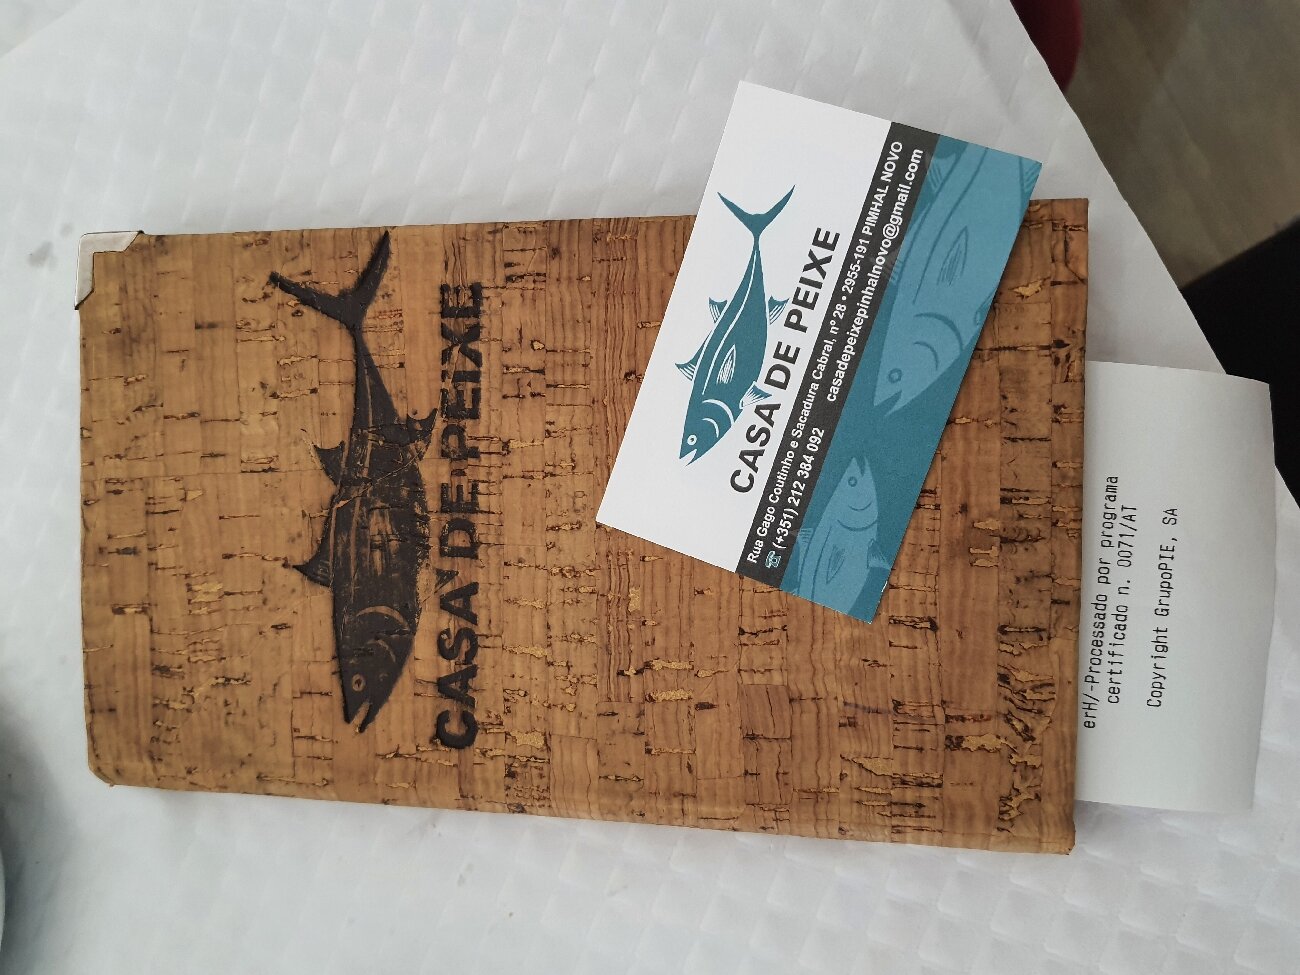 CASA DE PEIXE
CASA DE PEIXE
Rua Gago Coutinho e Sacadura Cabral, nº 28 • 2955-191 PIMHAL NOVO
(+351) 212 384 092 casadepeixepinhalnovo@gmail.com
erH/-Processado por programa
certificado n. 0071/AT
Copyright GrupoPIE, SA